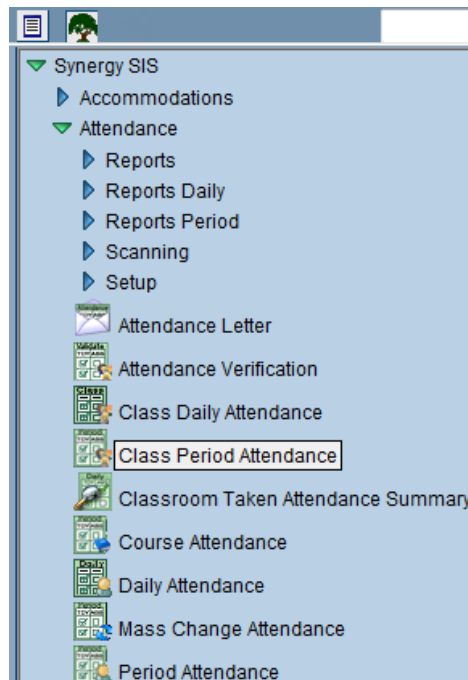 Synergy SIS
Accommodations
Attendance
Reports
Reports Daily
Reports Period
Scanning
Setup
Attendance Letter
Attendance Verification
Class Daily Attendance
Class Period Attendance
Classroom Taken Attendance Summary
Course Attendance
Daily Attendance
Mass Change Attendance
Period Attendance